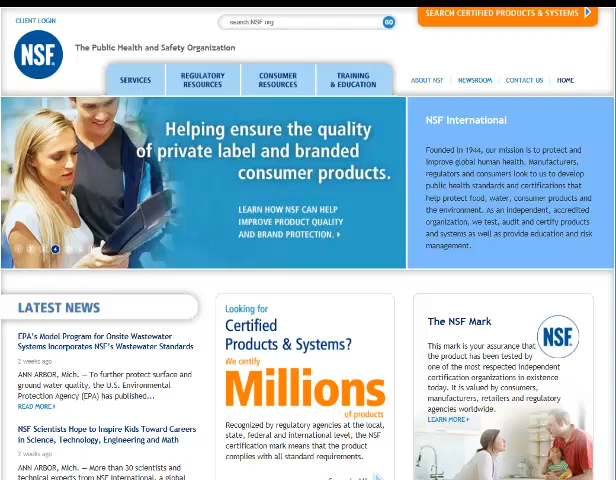 CLIENT LOGIN
search NSF.org
GO
SEARCH CERTIFIED PRODUCTS & SYSTEMS
NSF.
The Public Health and Safety Organization
SERVICES
REGULATORY
RESOURCES
CONSUMER
RESOURCES
TRAINING
& EDUCATION
ABOUT NSF
NEWSROOM
CONTACT US
HOME
Helping ensure the quality
of private label and branded
consumer products.
LEARN HOW NSF CAN HELP
IMPROVE PRODUCT QUALITY
AND BRAND PROTECTION.
NSF International
Founded in 1944, our mission is to protect and
improve global human health. Manufacturers,
regulators and consumers look to us to develop
public health standards and certifications that
help protect food, water, consumer products and
the environment. As an independent, accredited
organization, we test, audit and certify products
and systems as well as provide education and risk
management.
LATEST NEWS
EPA's Model Program for Onsite Wastewater
Systems Incorporates NSF's Wastewater Standards
2 weeks ago
ANN ARBOR, Mich. — To further protect surface and
ground water quality, the U.S. Environmental
Protection Agency (EPA) has published...
READ MORE
NSF Scientists Hope to Inspire Kids Toward Careers
in Science, Technology, Engineering and Math
2 weeks ago
ANN ARBOR, Mich. — More than 30 scientists and
technical experts from NSF International, a global
Looking for
Certified
Products & Systems?
We certify
Millions
of products
Recognized by regulatory agencies at the local,
state, federal and international level, the NSF
certification mark means that the product
complies with all standard requirements.
The NSF Mark
NSF.
This mark is your assurance that
the product has been tested by
one of the most respected independent
certification organizations in existence
today. It is valued by consumers,
manufacturers, retailers and regulatory
agencies worldwide.
LEARN MORE